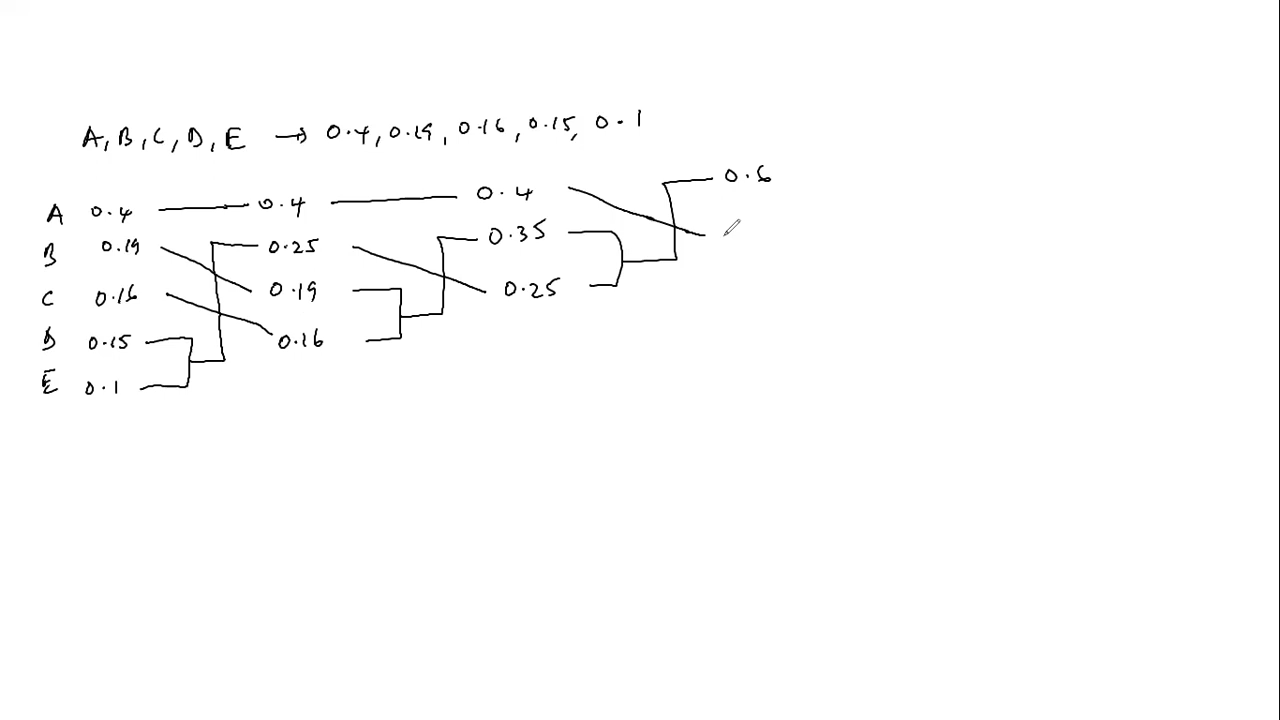 A, B, C, D, E → 0.4, 0.19, 0.16, 0.15, 0.1
0.6
A 0.4 0.4 0.4
B 0.19 0.25 0.35
C 0.16 0.19 0.25
D 0.15 0.16
E 0.1